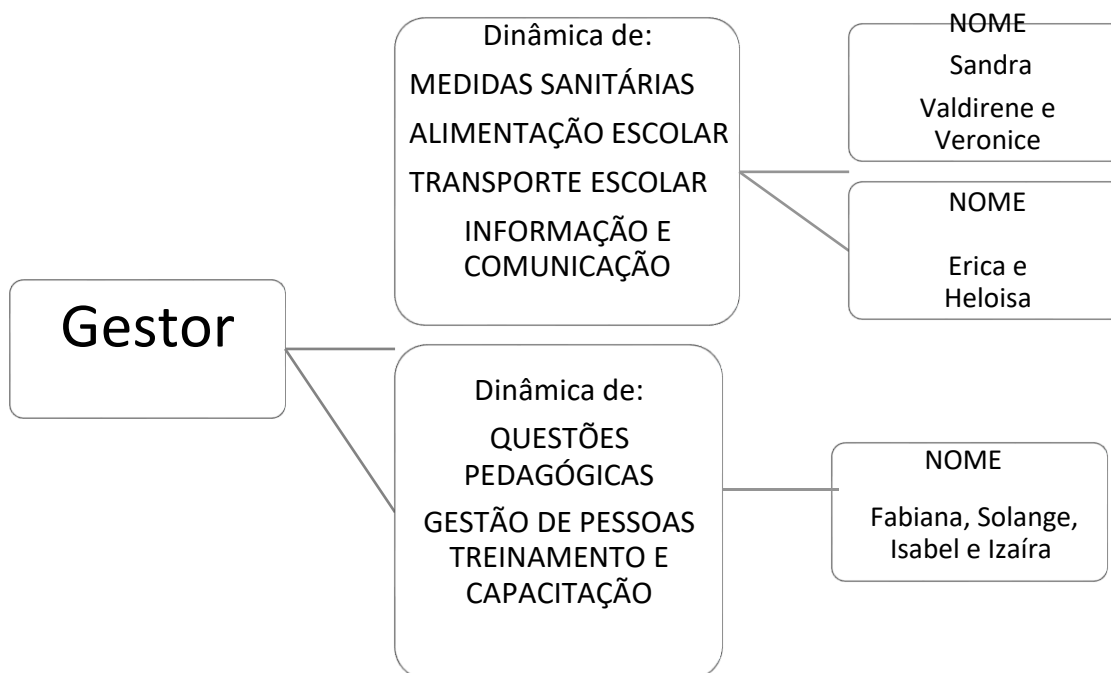 Gestor
Dinâmica de:
MEDIDAS SANITÁRIAS
ALIMENTAÇÃO ESCOLAR
TRANSPORTE ESCOLAR
INFORMAÇÃO E
COMUNICAÇÃO
NOME
Sandra
Valdirene e
Veronice
NOME
Erica e
Heloisa
Dinâmica de:
QUESTÕES
PEDAGÓGICAS
GESTÃO DE PESSOAS
TREINAMENTO E
CAPACITAÇÃO
NOME
Fabiana, Solange,
Isabel e Izaíra